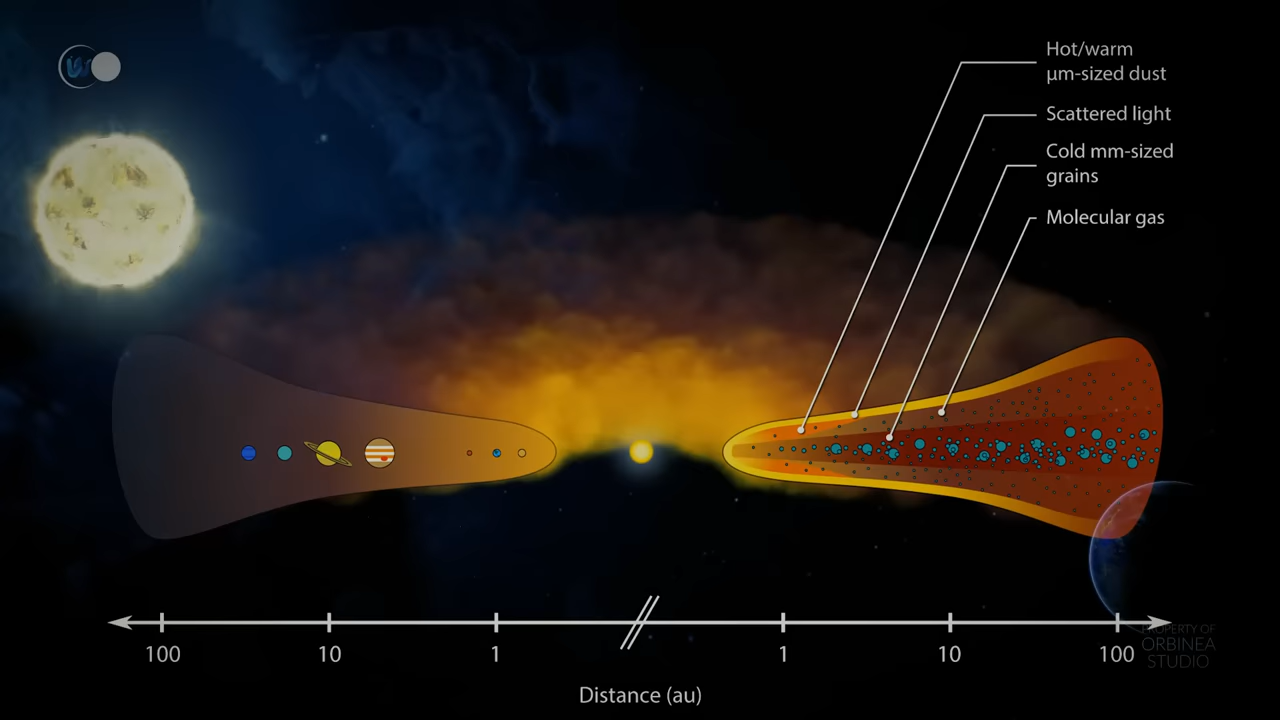 Hot/warm
μm-sized dust
Scattered light
Cold mm-sized
grains
Molecular gas
100
10
1
1
10
100
Distance (au)
PROPERTY OF
ORBINEA
STUDIO